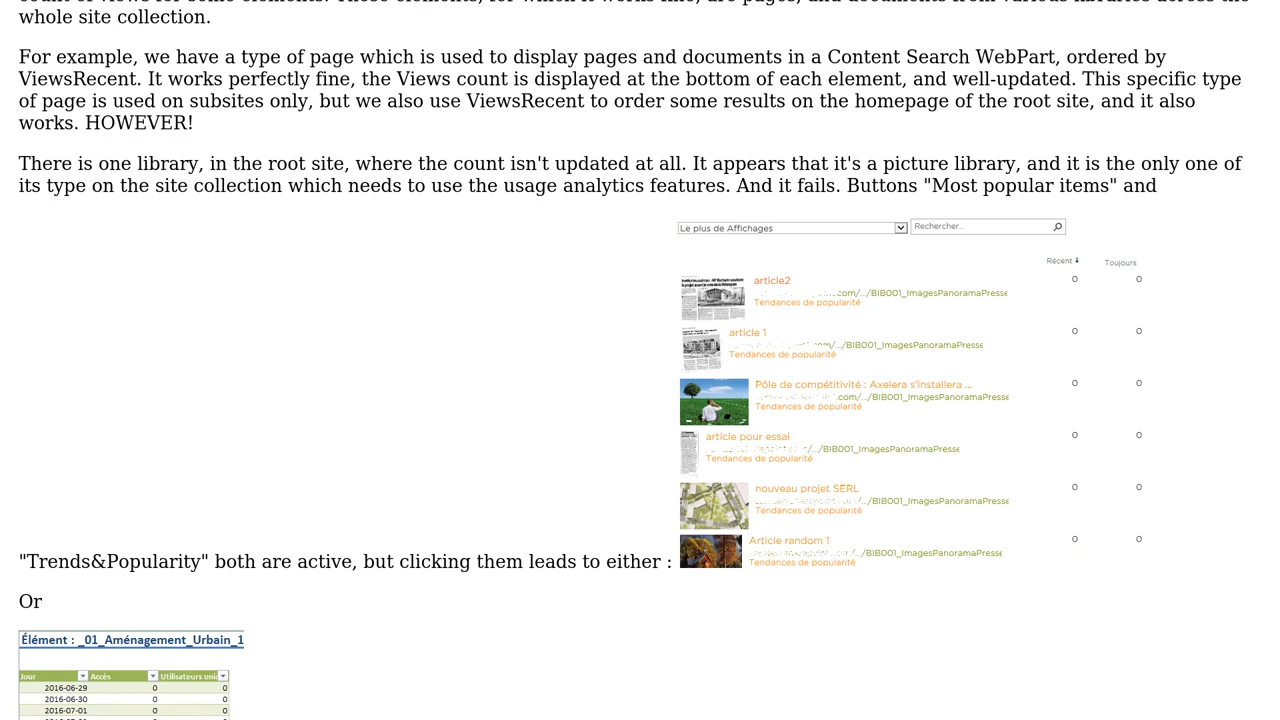 whole site collection.
For example, we have a type of page which is used to display pages and documents in a Content Search WebPart, ordered by
ViewsRecent. It works perfectly fine, the Views count is displayed at the bottom of each element, and well-updated. This specific type
of page is used on subsites only, but we also use ViewsRecent to order some results on the homepage of the root site, and it also
works. HOWEVER!
There is one library, in the root site, where the count isn't updated at all. It appears that it's a picture library, and it is the only one of
its type on the site collection which needs to use the usage analytics features. And it fails. Buttons "Most popular items" and
Le plus de Affichages Rechercher...
Récent Toujours
article2 0 0
.com/.../BIB001_ImagesPanoramaPresse
Tendances de popularité
article 1 0 0
/.../BIB001_ImagesPanoramaPresse
Tendances de popularité
Pôle de compétitivité : Axelera s'installera ... 0 0
.com/.../BIB001_ImagesPanoramaPresse
Tendances de popularité
article pour essai 0 0
/.../BIB001_ImagesPanoramaPresse
Tendances de popularité
nouveau projet SERL 0 0
/.../BIB001_ImagesPanoramaPresse
Tendances de popularité
Article random 1 0 0
/.../BIB001_ImagesPanoramaPresse
Tendances de popularité
"Trends&Popularity" both are active, but clicking them leads to either :
Or
Élément : _01_Aménagement_Urbain_1
Jour Accès Utilisateurs uni
2016-06-29 0 0
2016-06-30 0 0
2016-07-01 0 0